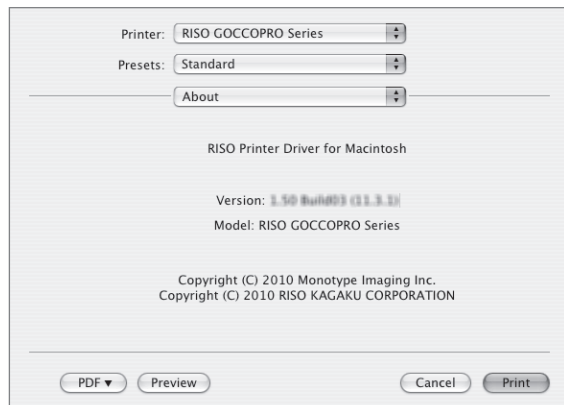 Printer: RISO GOCCOPRO Series
Presets: Standard
About
RISO Printer Driver for Macintosh
Version:
Model: RISO GOCCOPRO Series
Copyright (C) 2010 Monotype Imaging Inc.
Copyright (C) 2010 RISO KAGAKU CORPORATION
PDF ▼ Preview Cancel Print